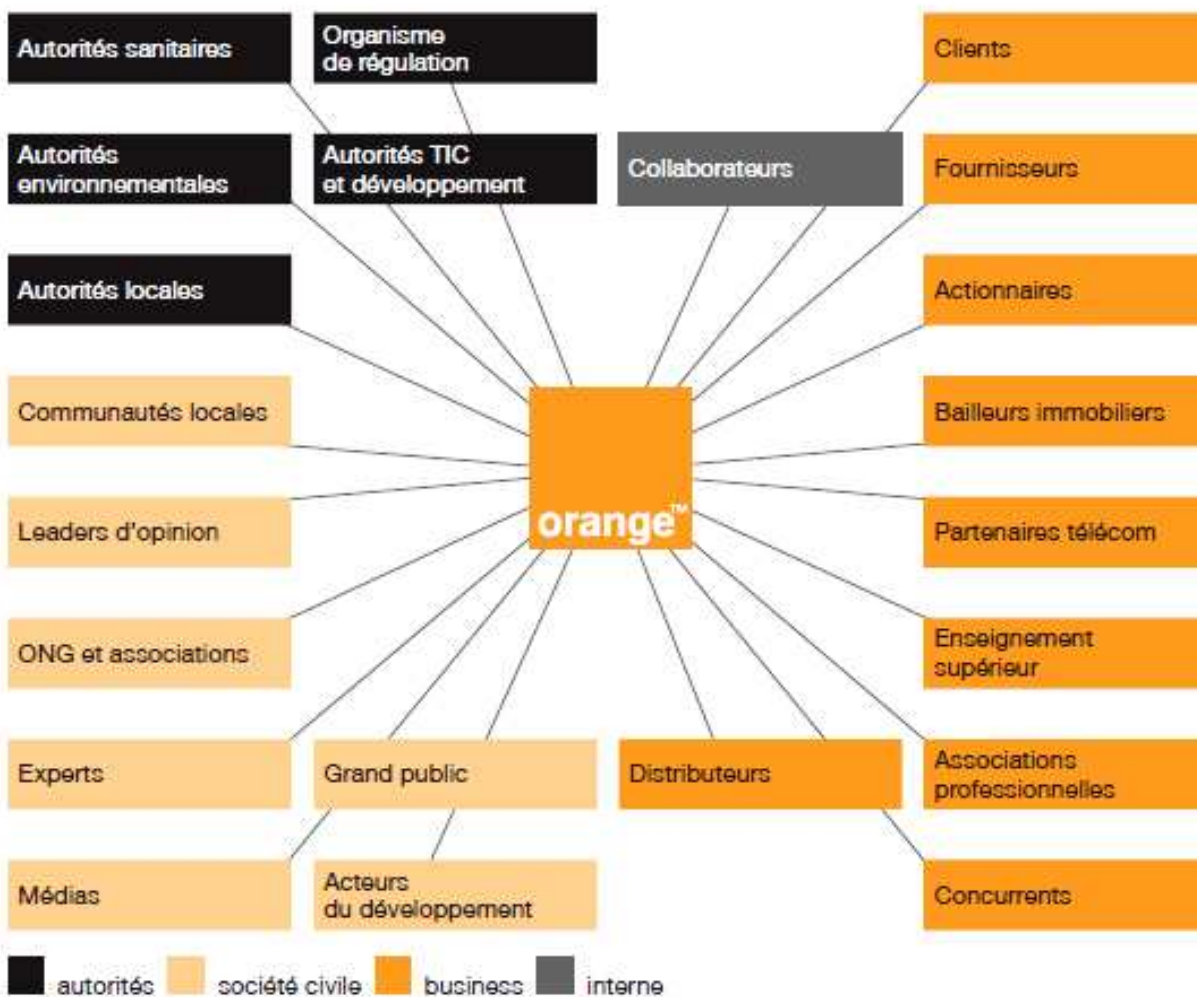 Autorités sanitaires
Organisme
de régulation
Clients
Autorités
environnementales
Autorités TIC
et développement
Collaborateurs
Fournisseurs
Autorités locales
Actionnaires
Communautés locales
Bailleurs immobiliers
orange™
Leaders d'opinion
Partenaires télécom
ONG et associations
Enseignement
supérieur
Experts
Grand public
Distributeurs
Associations
professionnelles
Médias
Acteurs
du développement
Concurrents
autorités société civile business interne